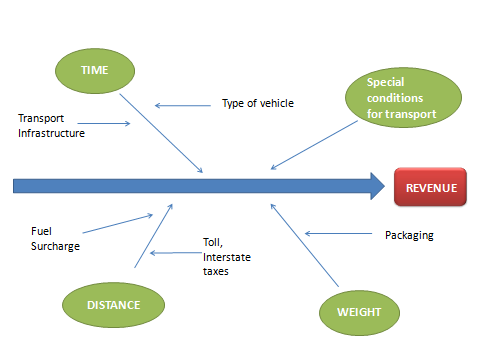 TIME
Special
conditions
for transport
Type of vehicle
Transport
Infrastructure
REVENUE
Fuel
Surcharge
Toll,
Interstate
taxes
Packaging
DISTANCE
WEIGHT